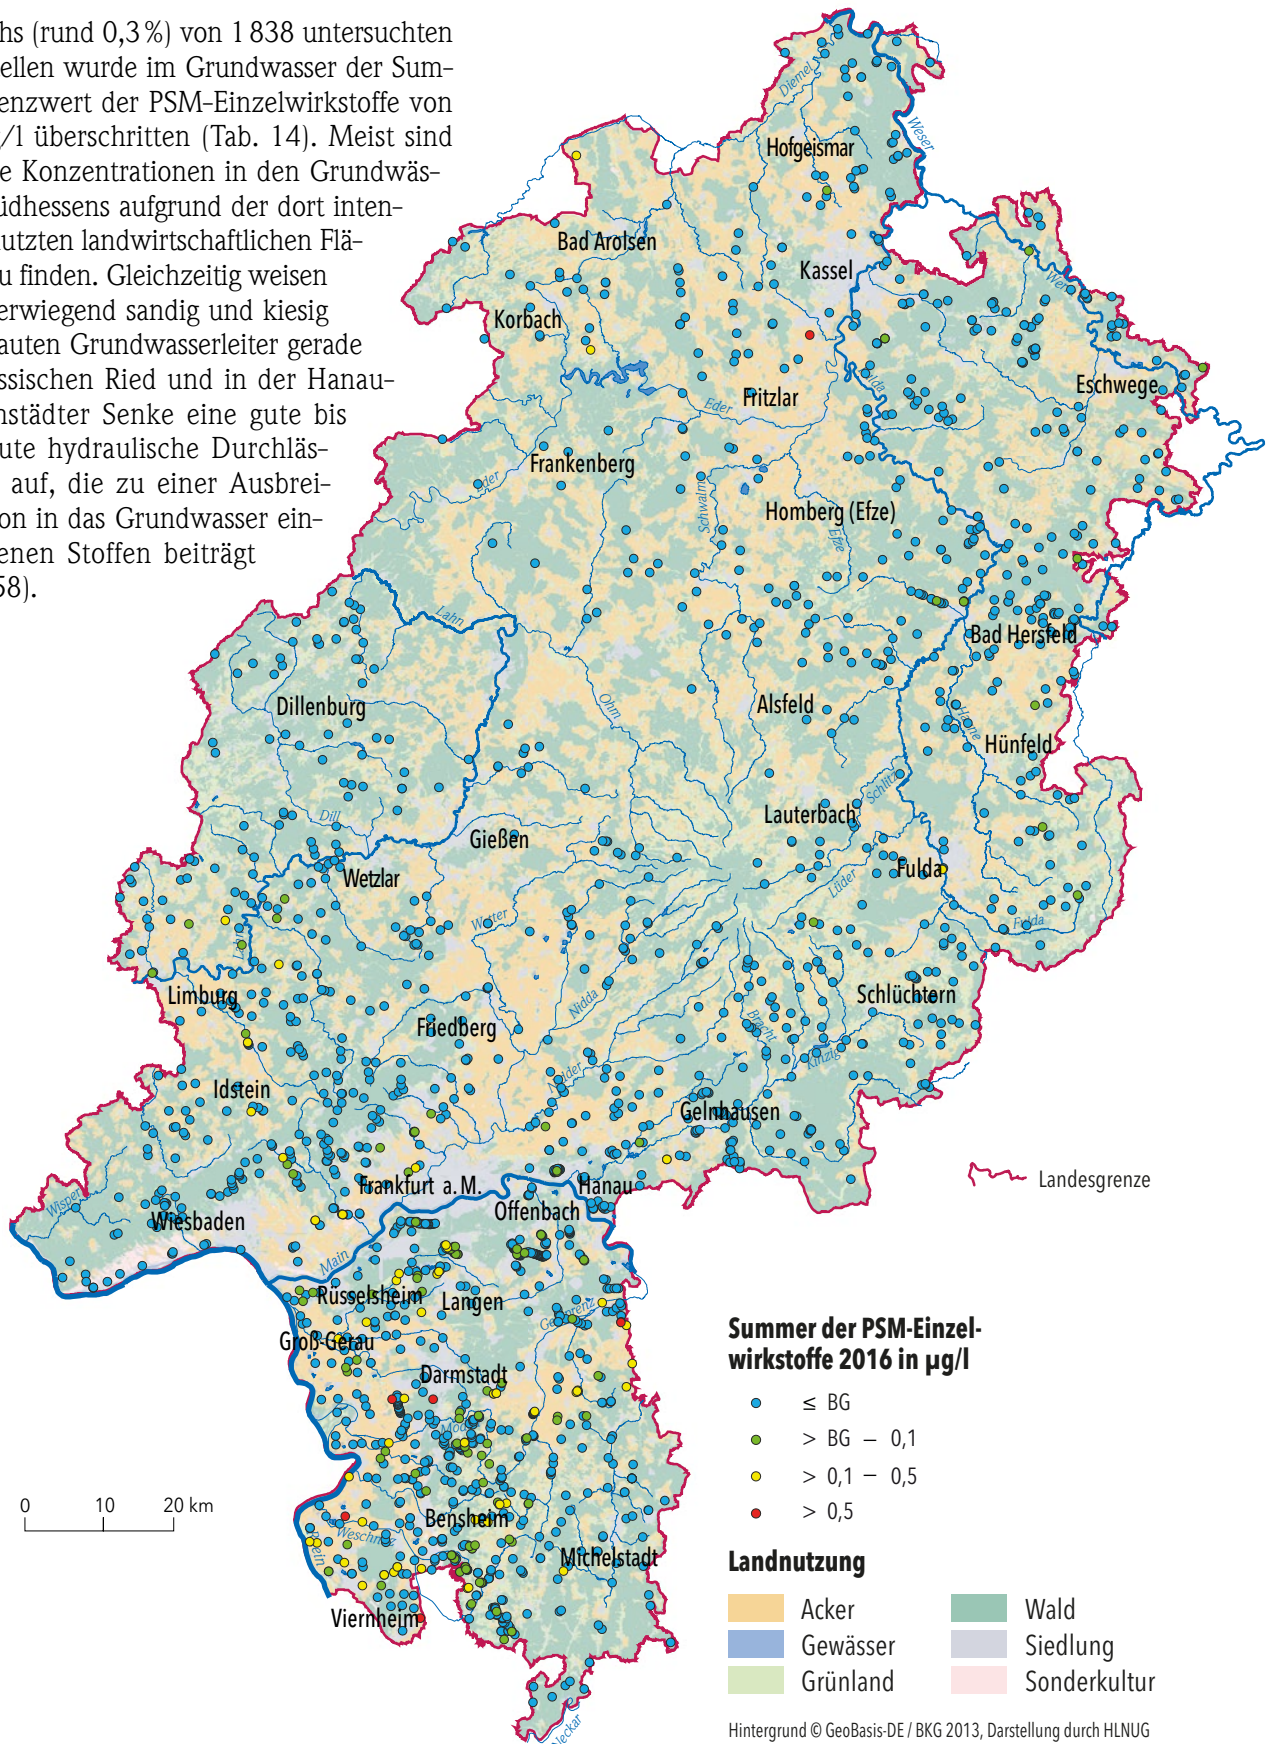 hs (rund 0,3 %) von 1 838 untersuchten
ellen wurde im Grundwasser der Sum-
enzwert der PSM-Einzelwirkstoffe von
g/l überschritten (Tab. 14). Meist sind
e Konzentrationen in den Grundwäs-
üdhessens aufgrund der dort inten-
utzten landwirtschaftlichen Flä-
u finden. Gleichzeitig weisen
erwiegend sandig und kiesig
auten Grundwasserleiter gerade
ssischen Ried und in der Hanau-
nstädter Senke eine gute bis
ute hydraulische Durchläs-
auf, die zu einer Ausbrei-
on in das Grundwasser ein-
enen Stoffen beiträgt
58).
Diemel
Weser
Hofgeismar
Bad Arolsen
Kassel
Korbach
Eschwege
Fritzlar
Eder
Frankenberg
Eder
Schwalm
Homberg (Efze)
Efze
Lahn
Bad Hersfeld
Dillenburg
Ohm
Alsfeld
Haune
Hünfeld
Schlitz
Lauterbach
Dill
Gießen
Wetzlar
Fulda
Lüder
Wetter
Fulda
Limburg
Nidda
Schlüchtern
Friedberg
Bracht
Kinzig
Nidder
Idstein
Gelnhausen
Landesgrenze
Frankfurt a. M.
Hanau
Wisper
Wiesbaden
Offenbach
Main
Rüsselsheim
Langen
Groß-Gerau
Darmstadt
Bensheim
Weschnitz
Rhein
Michelstadt
Viernheim
Neckar
0 10 20 km
Summer der PSM-Einzel-
wirkstoffe 2016 in µg/l
≤ BG
> BG – 0,1
> 0,1 – 0,5
> 0,5
Landnutzung
Acker Wald
Gewässer Siedlung
Grünland Sonderkultur
Hintergrund © GeoBasis-DE / BKG 2013, Darstellung durch HLNUG